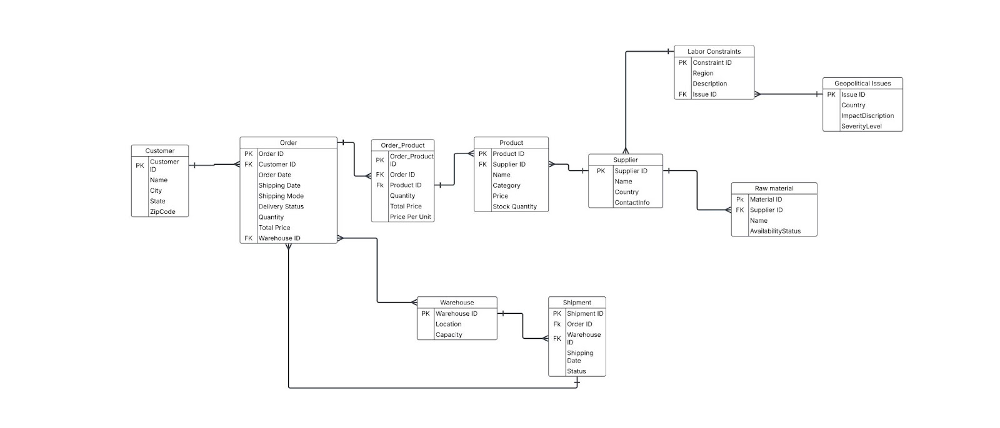 Labor Constraints
PK Constraint ID
Region
Description
FK Issue ID
Geopolitical Issues
PK Issue ID
Country
ImpactDiscription
SeverityLevel
Customer
PK Customer
ID
Name
City
State
ZipCode
Order
PK Order ID
FK Customer ID
Order Date
Shipping Date
Shipping Mode
Delivery Status
Quantity
Total Price
FK Warehouse ID
Order_Product
PK Order_Product
ID
FK Order ID
Fk Product ID
Quantity
Total Price
Price Per Unit
Product
PK Product ID
FK Supplier ID
Name
Category
Price
Stock Quantity
Supplier
PK Supplier ID
Name
Country
ContactInfo
Raw material
Pk Material ID
FK Supplier ID
Name
AvailabilityStatus
Warehouse
PK Warehouse ID
Location
Capacity
Shipment
PK Shipment ID
Fk Order ID
FK Warehouse
ID
Shipping
Date
Status